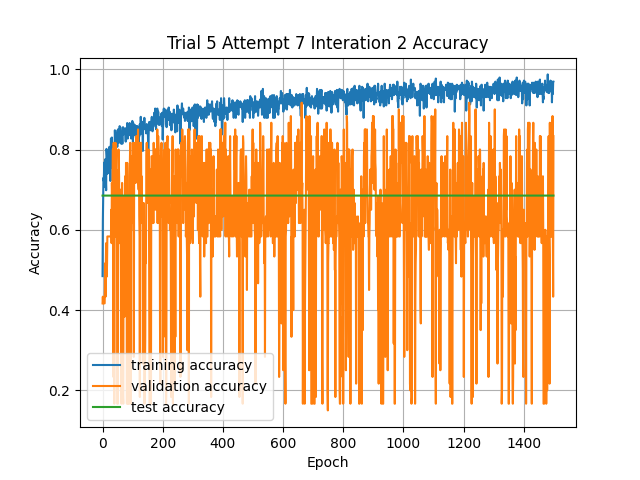 Trial 5 Attempt 7 Interation 2 Accuracy
1.0
0.8
0.6
0.4
0.2
Accuracy
training accuracy
validation accuracy
test accuracy
0 200 400 600 800 1000 1200 1400
Epoch